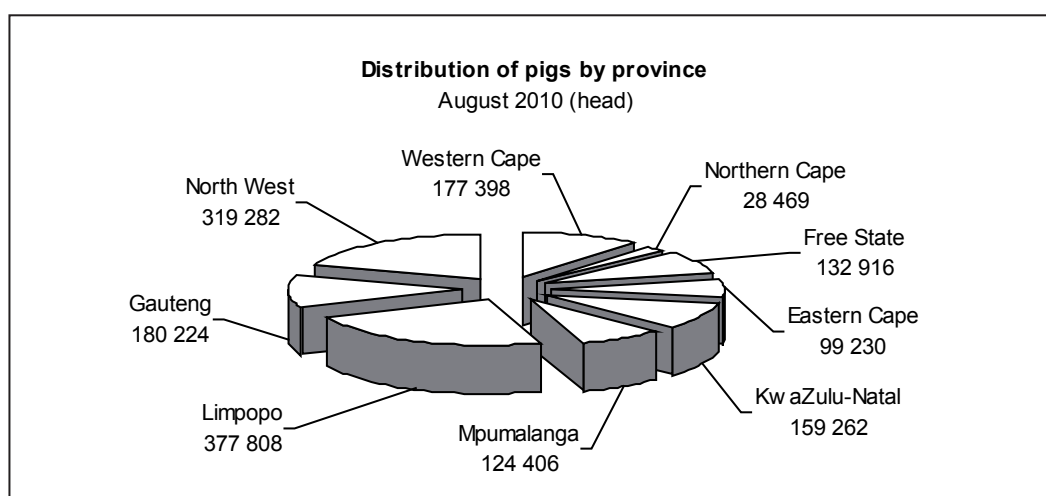 Distribution of pigs by province
August 2010 (head)
Western Cape
177 398
Northern Cape
28 469
North West
319 282
Free State
132 916
Gauteng
180 224
Eastern Cape
99 230
KwaZulu-Natal
159 262
Limpopo
377 808
Mpumalanga
124 406